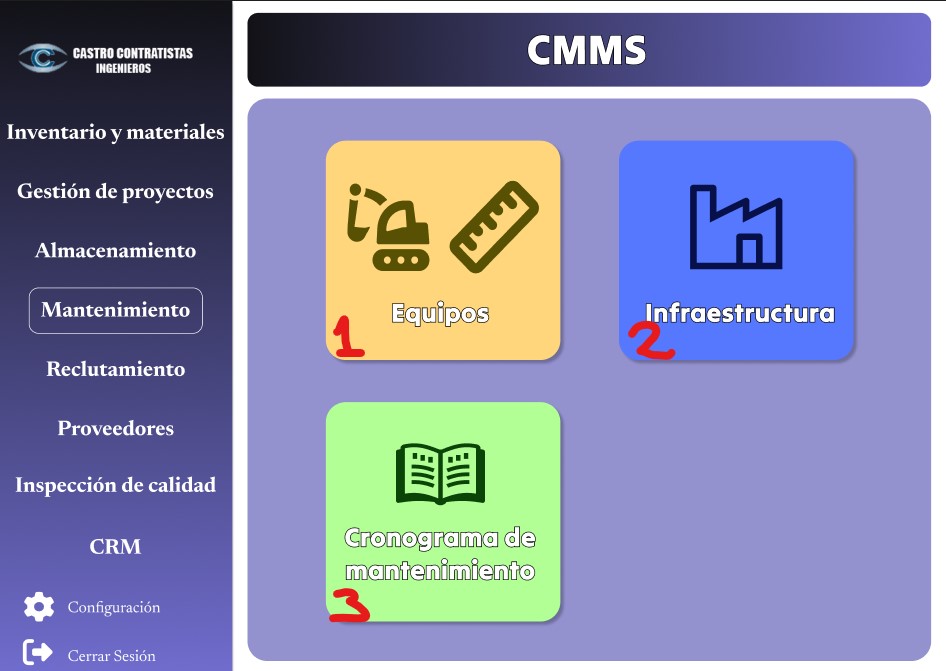 CASTRO CONTRATISTAS
INGENIEROS
Inventario y materiales
Gestión de proyectos
Almacenamiento
Mantenimiento
Reclutamiento
Proveedores
Inspección de calidad
CRM
Configuración
Cerrar Sesión
CMMS
Equipos
1
Infraestructura
2
Cronograma de
mantenimiento
3